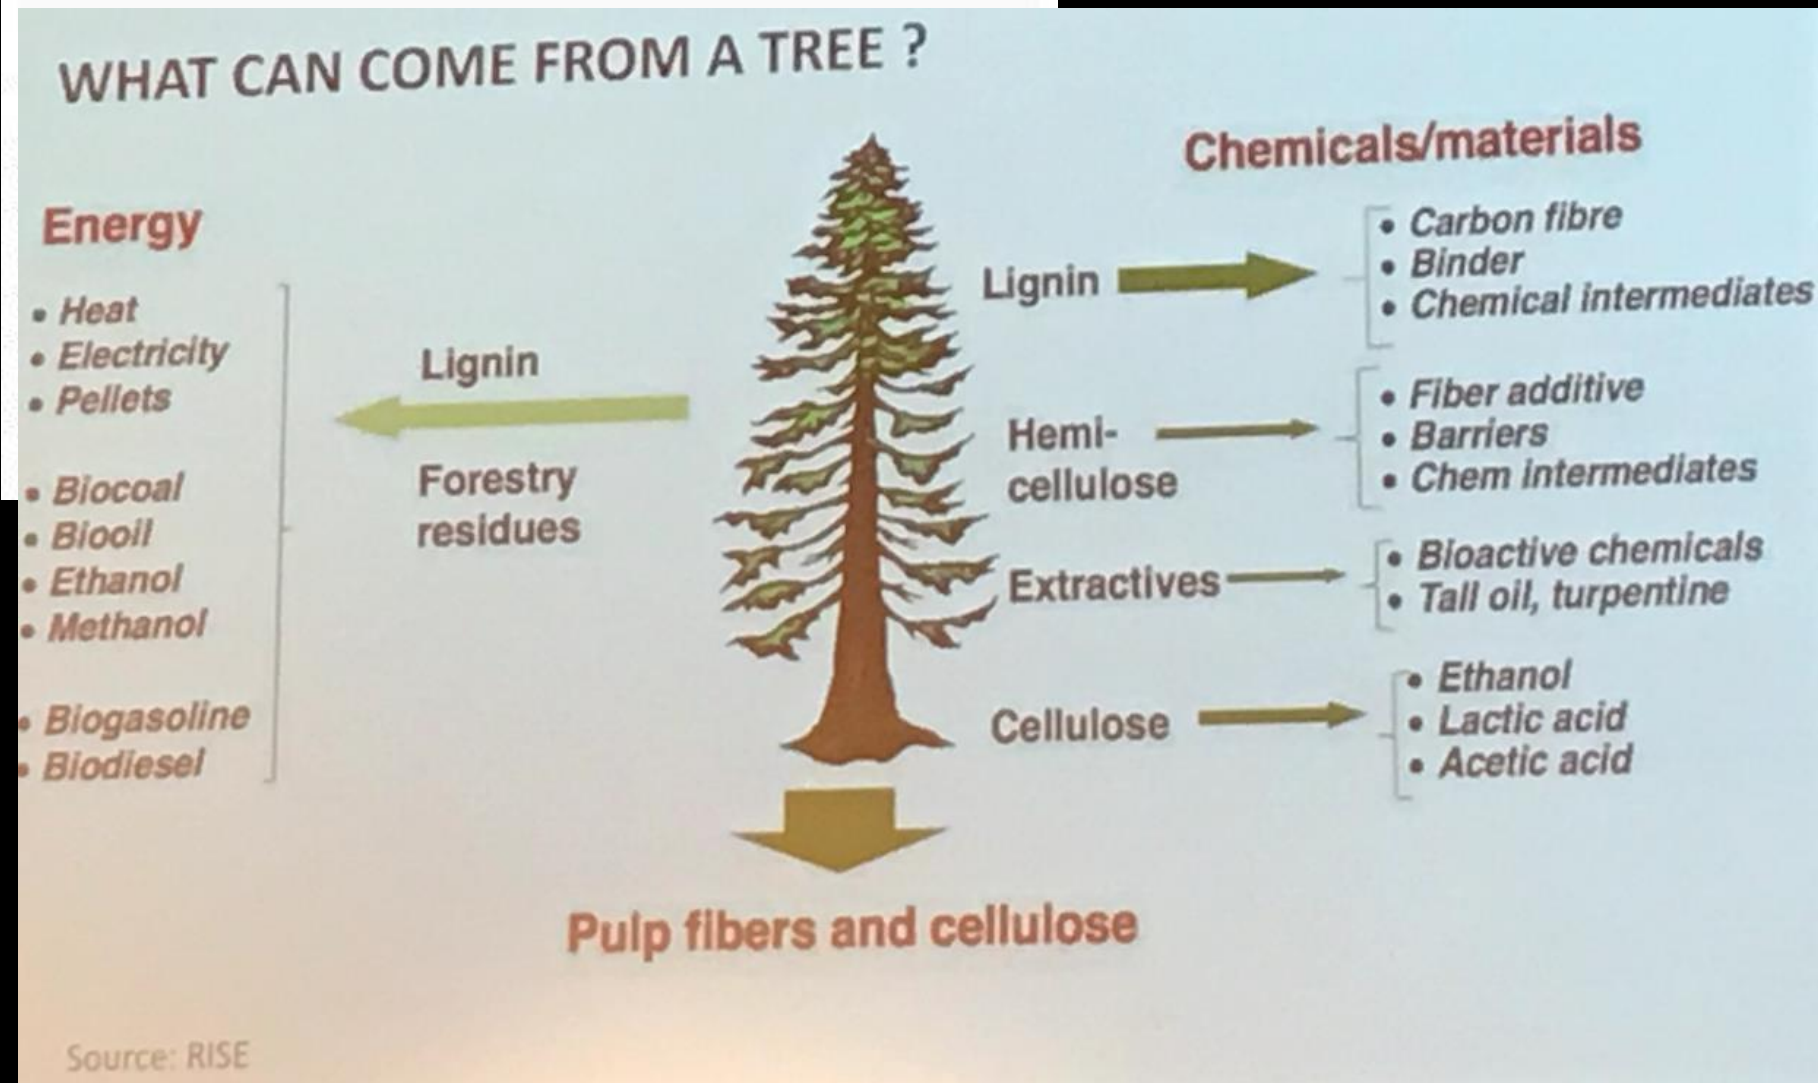 WHAT CAN COME FROM A TREE ?
Energy
• Heat
• Electricity
• Pellets
• Biocoal
• Biooil
• Ethanol
• Methanol
• Biogasoline
• Biodiesel
Lignin
Forestry
residues
Chemicals/materials
Lignin
• Carbon fibre
• Binder
• Chemical intermediates
Hemi-
cellulose
• Fiber additive
• Barriers
• Chem intermediates
Extractives
• Bioactive chemicals
• Tall oil, turpentine
Cellulose
• Ethanol
• Lactic acid
• Acetic acid
Pulp fibers and cellulose
Source: RISE